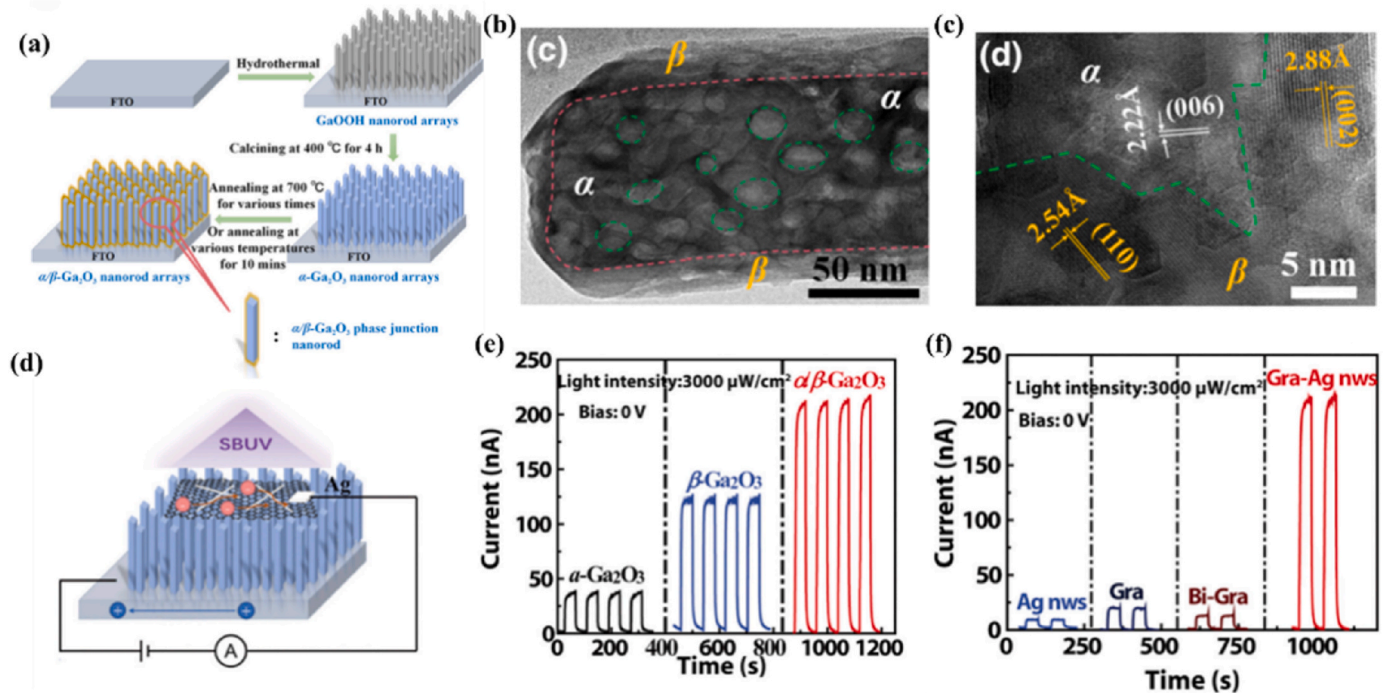 (a)
FTO
Hydrothermal
FTO
GaOOH nanorod arrays
Calcining at 400 ℃ for 4 h
Annealing at 700 ℃
for various times
Or annealing at
various temperatures
for 10 mins
FTO
α/β-Ga₂O₃ nanorod arrays
FTO
α-Ga₂O₃ nanorod arrays
: α/β-Ga₂O₃ phase junction
nanorod
(b)
(c)
β
α
α
β
50 nm
(c)
(d)
α
2.22Å
(006)
2.88Å
(002)
2.54Å
(110)
β
5 nm
(d)
SBUV
Ag
+
+
A
(e)
250
200
150
100
50
0
Current (nA)
Light intensity:3000 μW/cm²
Bias: 0 V
α-Ga₂O₃
β-Ga₂O₃
α/β-Ga₂O₃
0 200 400 600 800 1000 1200
Time (s)
(f)
250
200
150
100
50
0
Current (nA)
Light intensity:3000 μW/cm²
Bias: 0 V
Ag nws
Gra
Bi-Gra
Gra-Ag nws
0 250 500 750 1000
Time (s)